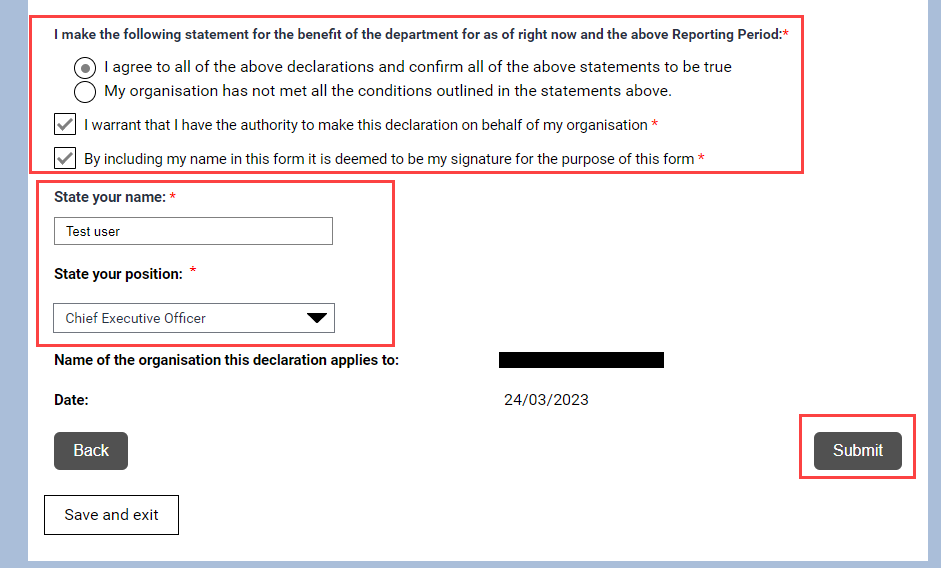 I make the following statement for the benefit of the department for as of right now and the above Reporting Period:*
I agree to all of the above declarations and confirm all of the above statements to be true
My organisation has not met all the conditions outlined in the statements above.
I warrant that I have the authority to make this declaration on behalf of my organisation *
By including my name in this form it is deemed to be my signature for the purpose of this form *
State your name: *
Test user
State your position: *
Chief Executive Officer
Name of the organisation this declaration applies to:
Date: 24/03/2023
Back Submit
Save and exit